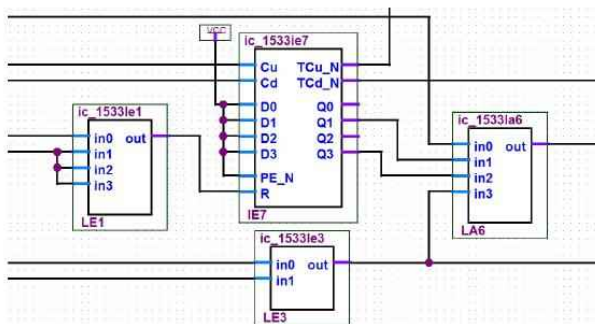 VCC
ic_1533ie7
Cu TCu_N
Cd TCd_N
D0 Q0
D1 Q1
D2 Q2
D3 Q3
PE_N
R
IE7
ic_1533le1
in0 out
in1
in2
in3
LE1
ic_1533la6
in0 out
in1
in2
in3
LA6
ic_1533le3
in0 out
in1
LE3